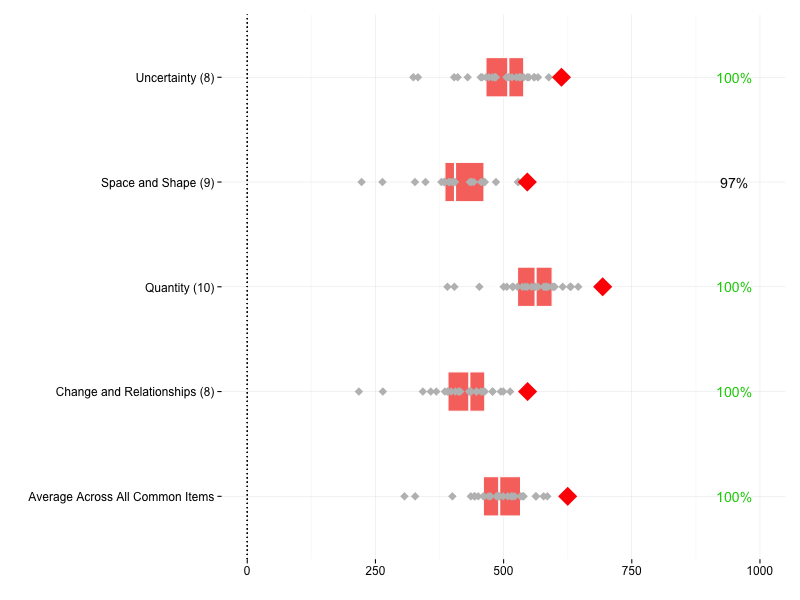 Uncertainty (8) 100%
Space and Shape (9) 97%
Quantity (10) 100%
Change and Relationships (8) 100%
Average Across All Common Items 100%
0 250 500 750 1000